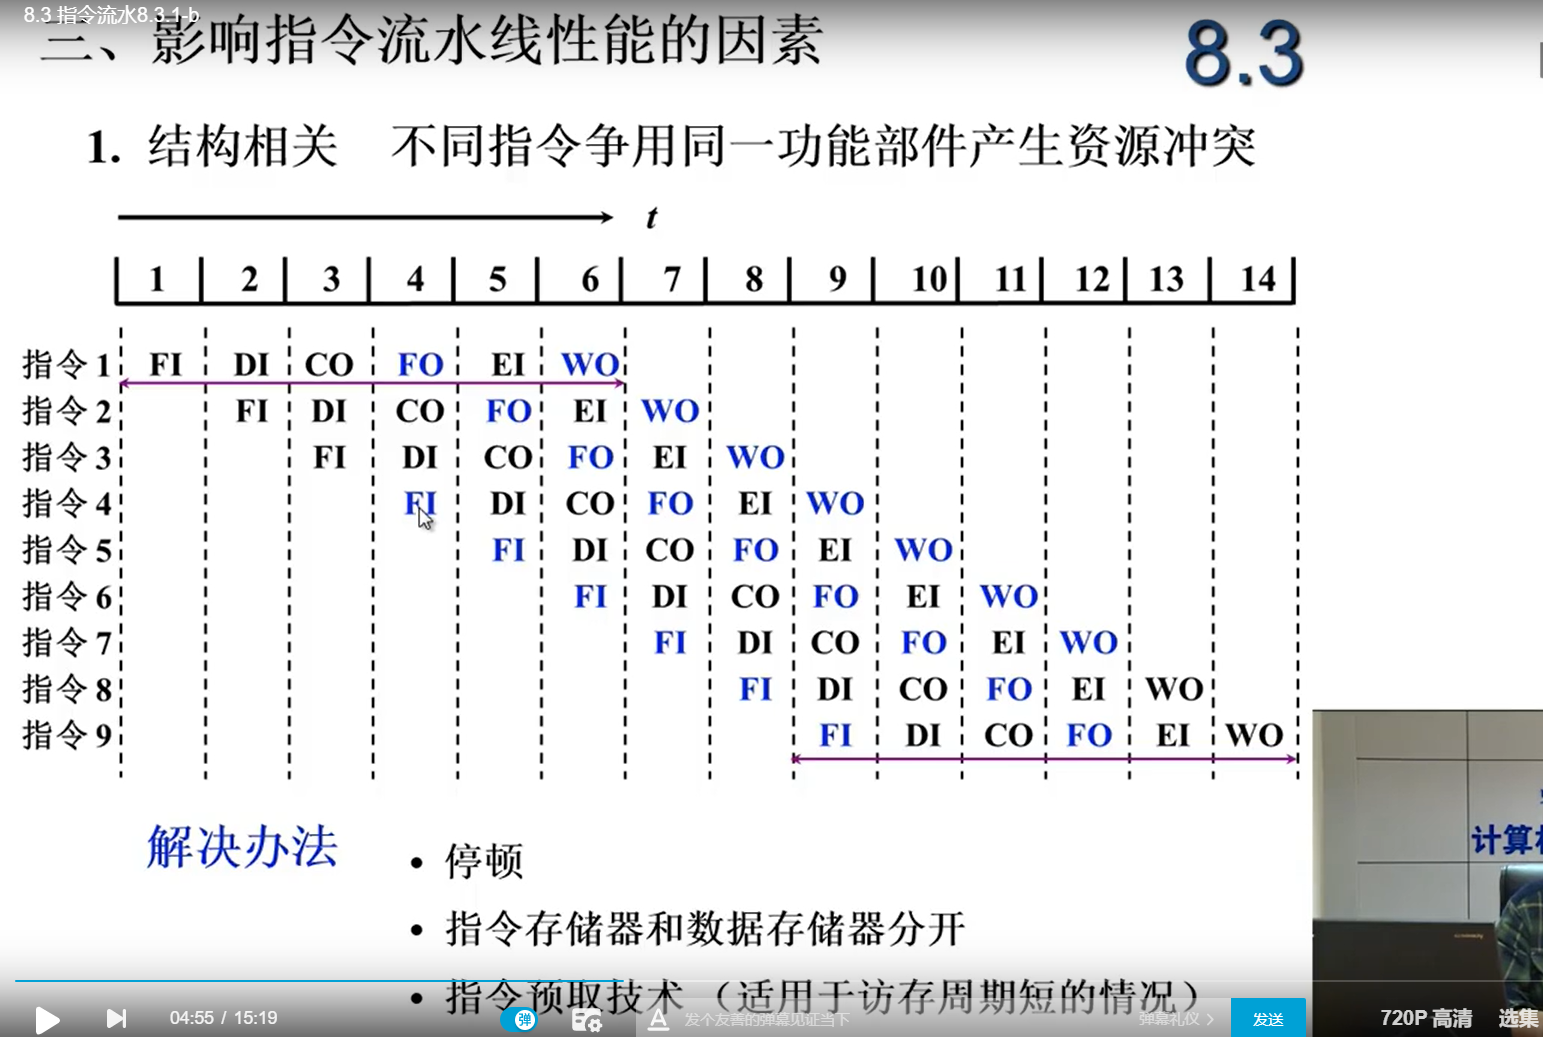 8.3 指令流水8.3.1-b
三、影响指令流水线性能的因素
8.3
1. 结构相关 不同指令争用同一功能部件产生资源冲突
t
1 2 3 4 5 6 7 8 9 10 11 12 13 14
指令 1 FI DI CO FO EI WO
指令 2 FI DI CO FO EI WO
指令 3 FI DI CO FO EI WO
指令 4 FI DI CO FO EI WO
指令 5 FI DI CO FO EI WO
指令 6 FI DI CO FO EI WO
指令 7 FI DI CO FO EI WO
指令 8 FI DI CO FO EI WO
指令 9 FI DI CO FO EI WO
计算
解决办法
• 停顿
• 指令存储器和数据存储器分开
• 指令预取技术（适用于访存周期短的情况）
04:55 / 15:19
弹
A
发个友善的弹幕见证当下
弹幕礼仪 >
发送
720P 高清
选集